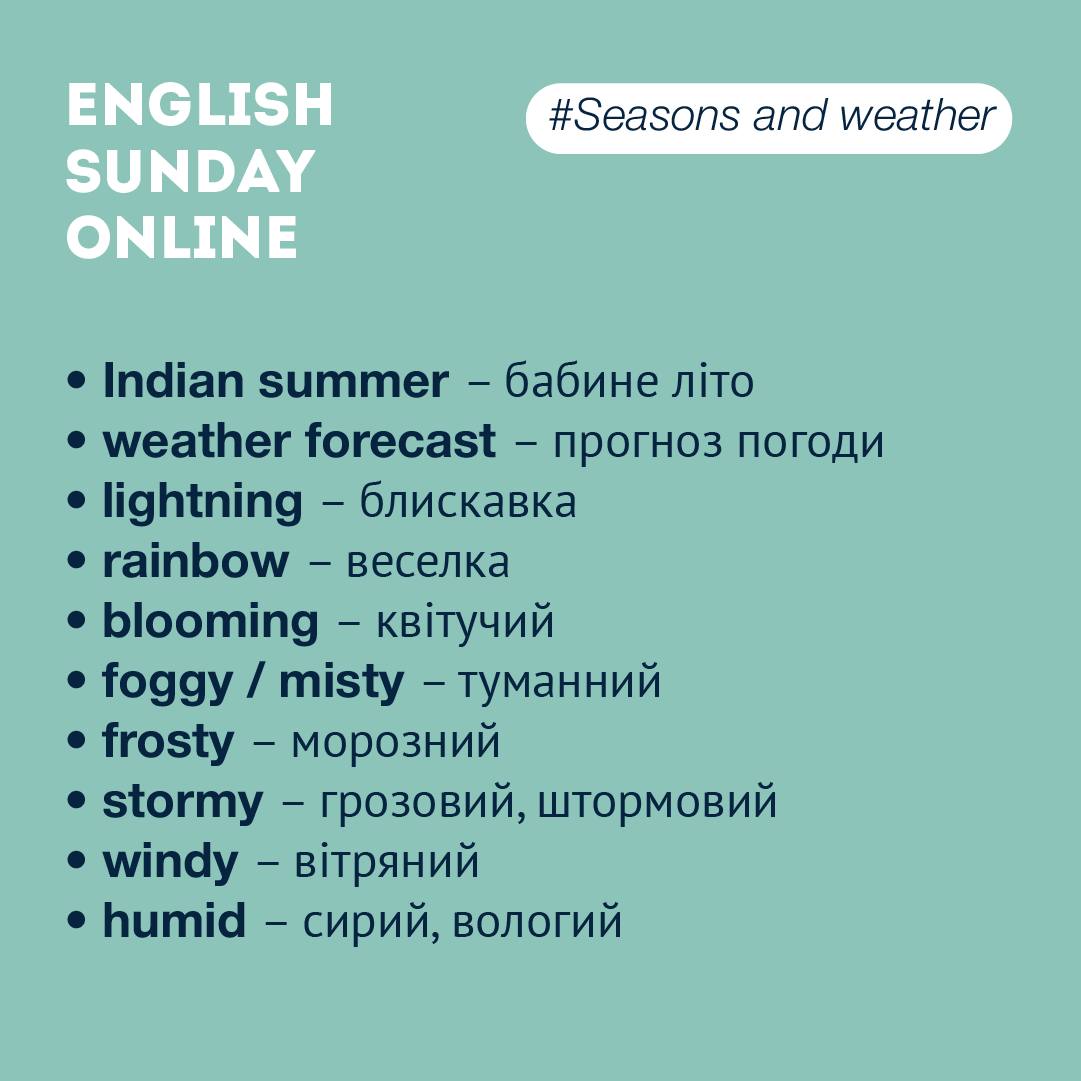 ENGLISH
SUNDAY
ONLINE
#Seasons and weather
• Indian summer – бабине літо
• weather forecast – прогноз погоди
• lightning – блискавка
• rainbow – веселка
• blooming – квітучий
• foggy / misty – туманний
• frosty – морозний
• stormy – грозовий, штормовий
• windy – вітряний
• humid – сирий, вологий